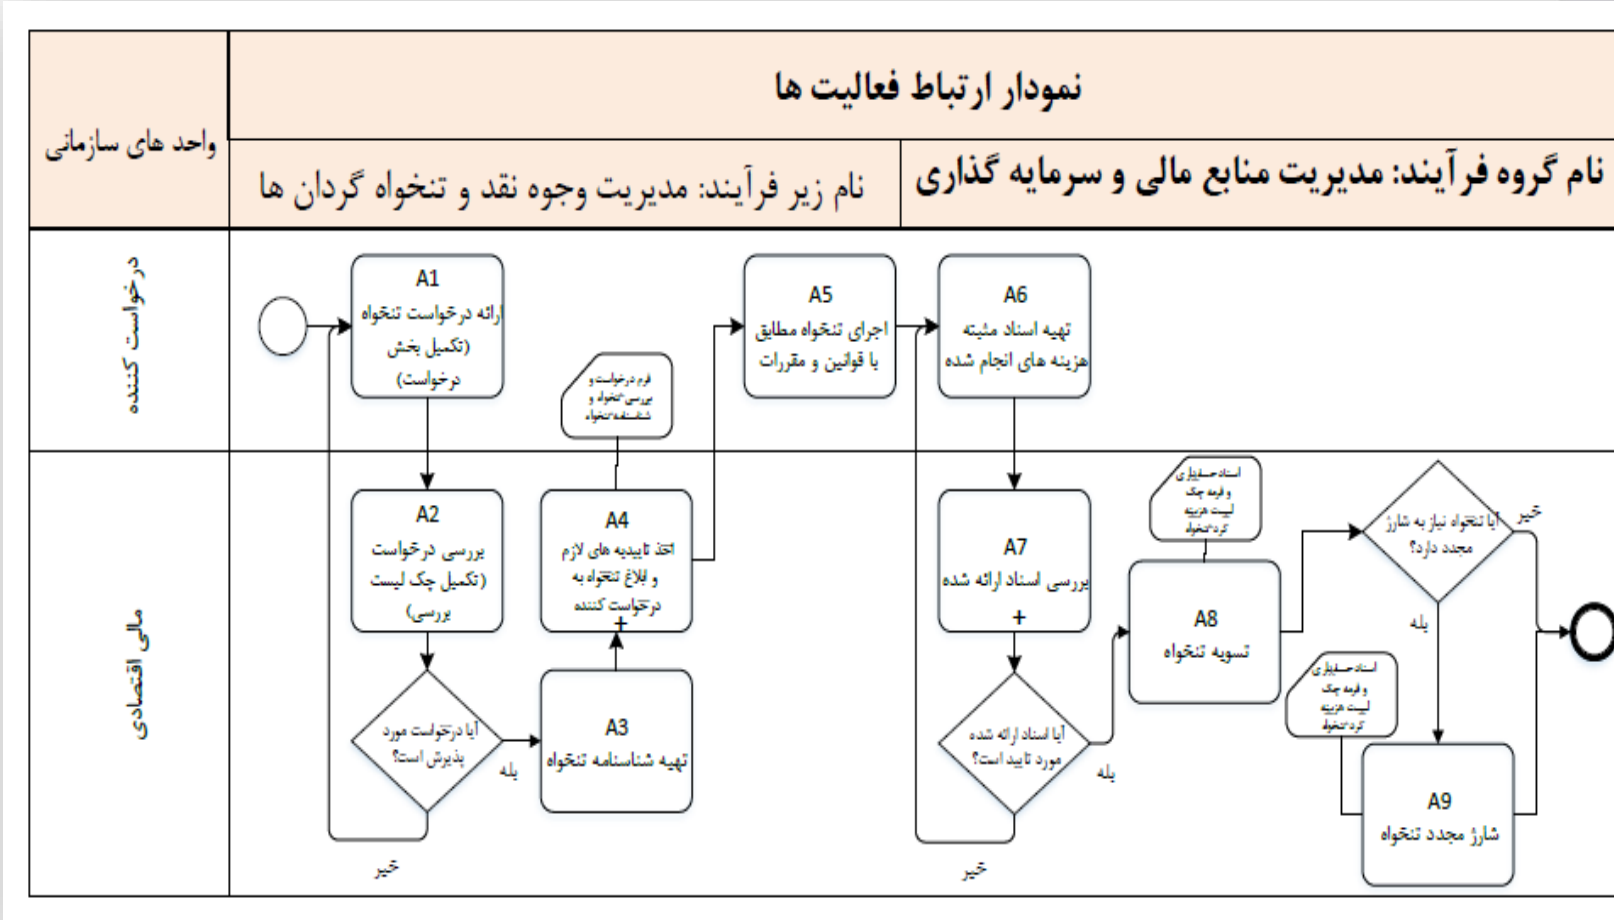 نمودار ارتباط فعالیت ها
واحد های سازمانی
نام گروه فرآیند: مدیریت منابع مالی و سرمایه گذاری
نام زیر فرآیند: مدیریت وجوه نقد و تنخواه گردان ها
درخواست کننده
A1
ارائه درخواست تنخواه
(تکمیل بخش
درخواست)
A5
اجرای تنخواه مطابق
با قوانین و مقررات
A6
تهیه اسناد مثبته
هزینه های انجام شده
فرم درخواست و
بررسی تنخواه و
شناسنامه تنخواه
مالی اقتصادی
A2
بررسی درخواست
(تکمیل چک لیست
بررسی)
آیا درخواست مورد
پذیرش است؟
بله
خیر
A3
تهیه شناسنامه تنخواه
A4
اخذ تاییدیه های لازم
و ابلاغ تنخواه به
درخواست کننده
+
A7
بررسی اسناد ارائه شده
+
آیا اسناد ارائه شده
مورد تایید است؟
بله
خیر
و فرمه چک
لیست هزینه
کرد تنخواه
A8
تسویه تنخواه
آیا تنخواه نیاز به شارژ
مجدد دارد؟
خیر
بله
و فرمه چک
لیست هزینه
کرد تنخواه
A9
شارژ مجدد تنخواه